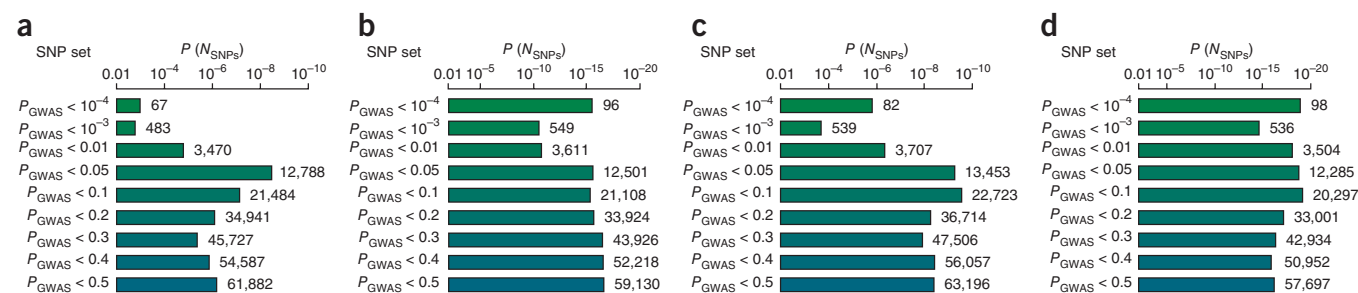 a
SNP set
P (N_SNPs)
0.01 10⁻⁴ 10⁻⁶ 10⁻⁸ 10⁻¹⁰
P_GWAS < 10⁻⁴ 67
P_GWAS < 10⁻³ 483
P_GWAS < 0.01 3,470
P_GWAS < 0.05 12,788
P_GWAS < 0.1 21,484
P_GWAS < 0.2 34,941
P_GWAS < 0.3 45,727
P_GWAS < 0.4 54,587
P_GWAS < 0.5 61,882
b
SNP set
P (N_SNPs)
0.01 10⁻⁵ 10⁻¹⁰ 10⁻¹⁵ 10⁻²⁰
P_GWAS < 10⁻⁴ 96
P_GWAS < 10⁻³ 549
P_GWAS < 0.01 3,611
P_GWAS < 0.05 12,501
P_GWAS < 0.1 21,108
P_GWAS < 0.2 33,924
P_GWAS < 0.3 43,926
P_GWAS < 0.4 52,218
P_GWAS < 0.5 59,130
c
SNP set
P (N_SNPs)
0.01 10⁻⁴ 10⁻⁶ 10⁻⁸ 10⁻¹⁰
P_GWAS < 10⁻⁴ 82
P_GWAS < 10⁻³ 539
P_GWAS < 0.01 3,707
P_GWAS < 0.05 13,453
P_GWAS < 0.1 22,723
P_GWAS < 0.2 36,714
P_GWAS < 0.3 47,506
P_GWAS < 0.4 56,057
P_GWAS < 0.5 63,196
d
SNP set
P (N_SNPs)
0.01 10⁻⁵ 10⁻¹⁰ 10⁻¹⁵ 10⁻²⁰
P_GWAS < 10⁻⁴ 98
P_GWAS < 10⁻³ 536
P_GWAS < 0.01 3,504
P_GWAS < 0.05 12,285
P_GWAS < 0.1 20,297
P_GWAS < 0.2 33,001
P_GWAS < 0.3 42,934
P_GWAS < 0.4 50,952
P_GWAS < 0.5 57,697